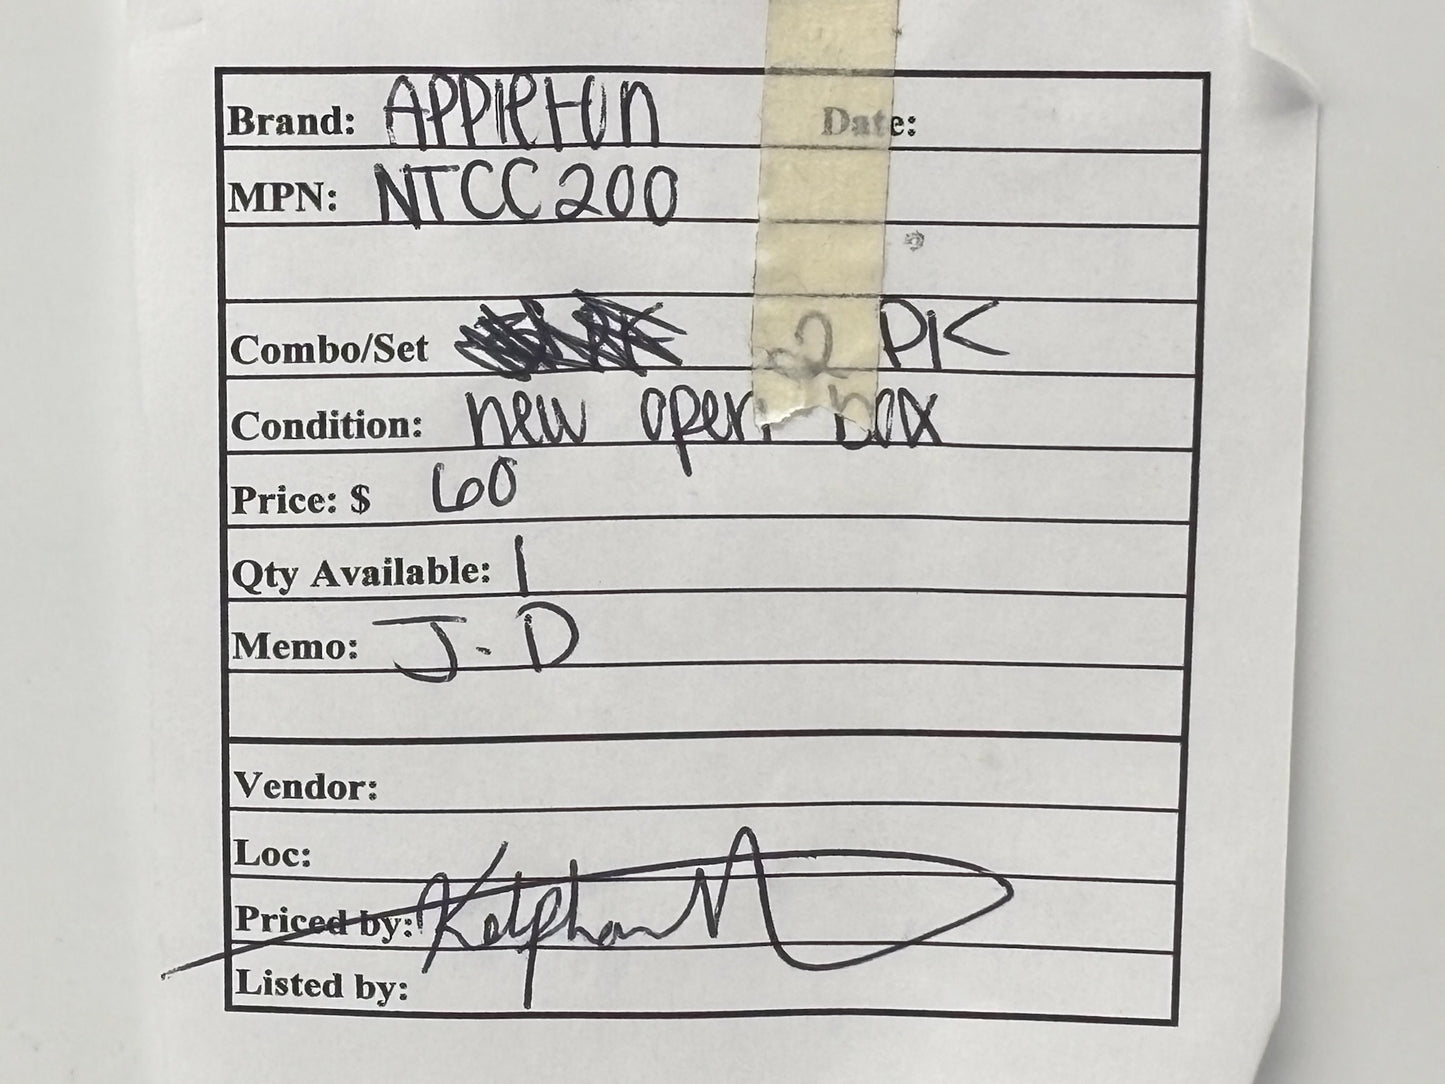 Brand: APPleton Date:
MPN: NTCC200
Combo/Set 2 PK
Condition: new open box
Price: $ 60
Qty Available: 1
Memo: J-D
Vendor:
Loc:
Priced by:
Listed by: